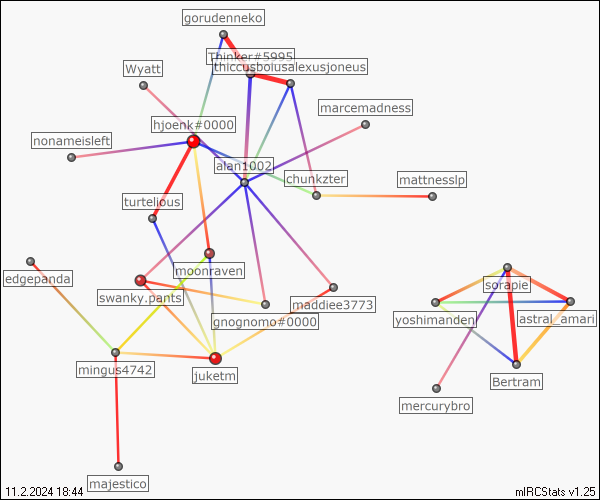 gorudenneko
Thinker#5995
thiccusboiusalexusjoneus
Wyatt
marcemadness
hjoenk#0000
nonameisleft
alan1002
chunkzter
mattnesslp
turtelious
moonraven
edgepanda
swanky.pants
maddiee3773
gnognomo#0000
sorapie
yoshimanden
astral_amari
mingus4742
juketm
Bertram
mercurybro
majestico
11.2.2024 18:44
mIRCStats v1.25